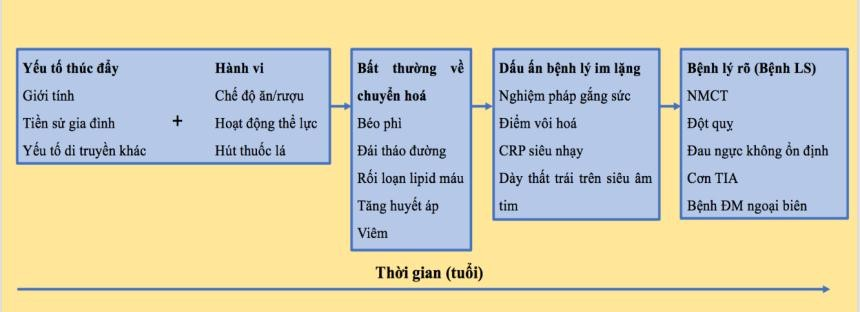 Yếu tố thúc đẩy
Giới tính
Tiền sử gia đình
Yếu tố di truyền khác
+
Hành vi
Chế độ ăn/rượu
Hoạt động thể lực
Hút thuốc lá
Bất thường về
chuyển hoá
Béo phì
Đái tháo đường
Rối loạn lipid máu
Tăng huyết áp
Viêm
Dấu ấn bệnh lý im lặng
Nghiệm pháp gắng sức
Điểm vôi hoá
CRP siêu nhạy
Dày thất trái trên siêu âm
tim
Bệnh lý rõ (Bệnh LS)
NMCT
Đột quỵ
Đau ngực không ổn định
Cơn TIA
Bệnh ĐM ngoại biên
Thời gian (tuổi)